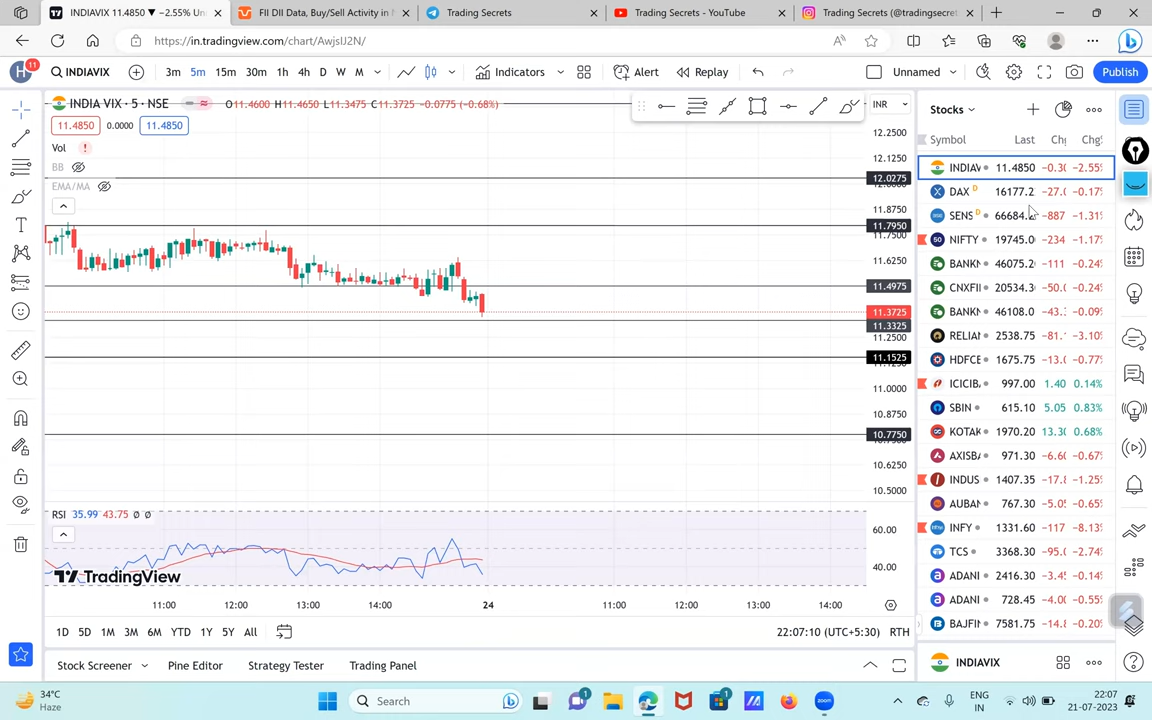 INDIAVIX 11.4850 ▼ −2.55% Un
FII DII Data, Buy/Sell Activity in
Trading Secrets
Trading Secrets - YouTube
Trading Secrets (@tradingsecret
https://in.tradingview.com/chart/AwjsIJ2N/
H 11 INDIAVIX 3m 5m 15m 30m 1h 4h D W M Indicators Alert Replay Unnamed Publish
INDIA VIX · 5 · NSE O11.4600 H11.4650 L11.3475 C11.3725 −0.0775 (−0.68%)
11.4850 0.0000 11.4850
Vol !
BB
EMA/MA
INR
12.2500
12.1250
12.0275
11.8750
11.7950
11.7500
11.6250
11.4975
11.3725
11.3325
11.2500
11.1525
11.0000
10.8750
10.7750
10.6250
10.5000
RSI 35.99 43.75 ∅ ∅
60.00
40.00
TradingView
11:00 12:00 13:00 14:00 24 11:00 12:00 13:00 14:00
1D 5D 1M 3M 6M YTD 1Y 5Y All
22:07:10 (UTC+5:30) RTH
Stock Screener Pine Editor Strategy Tester Trading Panel
Stocks
Symbol Last Chg Chg%
INDIAV 11.4850 −0.30 −2.55%
DAX D 16177.2 −27.0 −0.17%
SENS D 66684.2 −887 −1.31%
NIFTY 19745.0 −234 −1.17%
BANKN 46075.2 −111 −0.24%
CNXFII 20534.3 −50.0 −0.24%
BANKN 46108.0 −43. −0.09%
RELIAN 2538.75 −81. −3.10%
HDFCE 1675.75 −13.0 −0.77%
ICICIB 997.00 1.40 0.14%
SBIN 615.10 5.05 0.83%
KOTAK 1970.20 13.30 0.68%
AXISBA 971.30 −6.60 −0.67%
INDUS 1407.35 −17.8 −1.25%
AUBAN 767.30 −5.05 −0.65%
INFY 1331.60 −117 −8.13%
TCS 3368.30 −95.0 −2.74%
ADANI 2416.30 −3.45 −0.14%
ADANI 728.45 −4.00 −0.55%
BAJFIN 7581.75 −14.8 −0.20%
INDIAVIX
34°C
Haze
Search
ENG
IN
22:07
21-07-2023